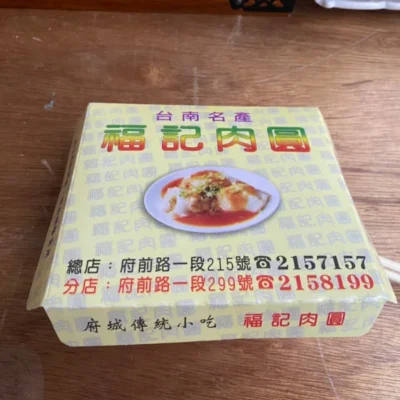 台南名產
福記肉圓
總店：府前路一段215號☎2157157
分店：府前路一段299號☎2158199
府城傳統小吃 福記肉圓